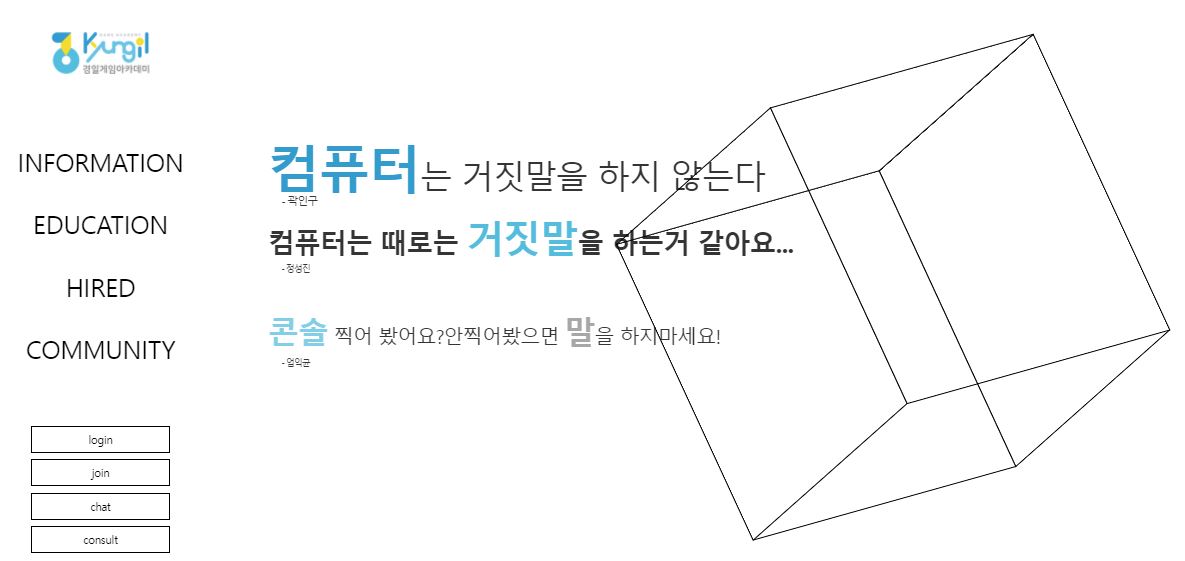 GAME ACADEMY
Kyungil
경일게임아카데미
INFORMATION
EDUCATION
HIRED
COMMUNITY
login
join
chat
consult
컴퓨터는 거짓말을 하지 않는다
- 곽인구
컴퓨터는 때로는 거짓말을 하는거 같아요...
- 정성진
콘솔 찍어 봤어요?안찍어봤으면 말을 하지마세요!
- 엄익균